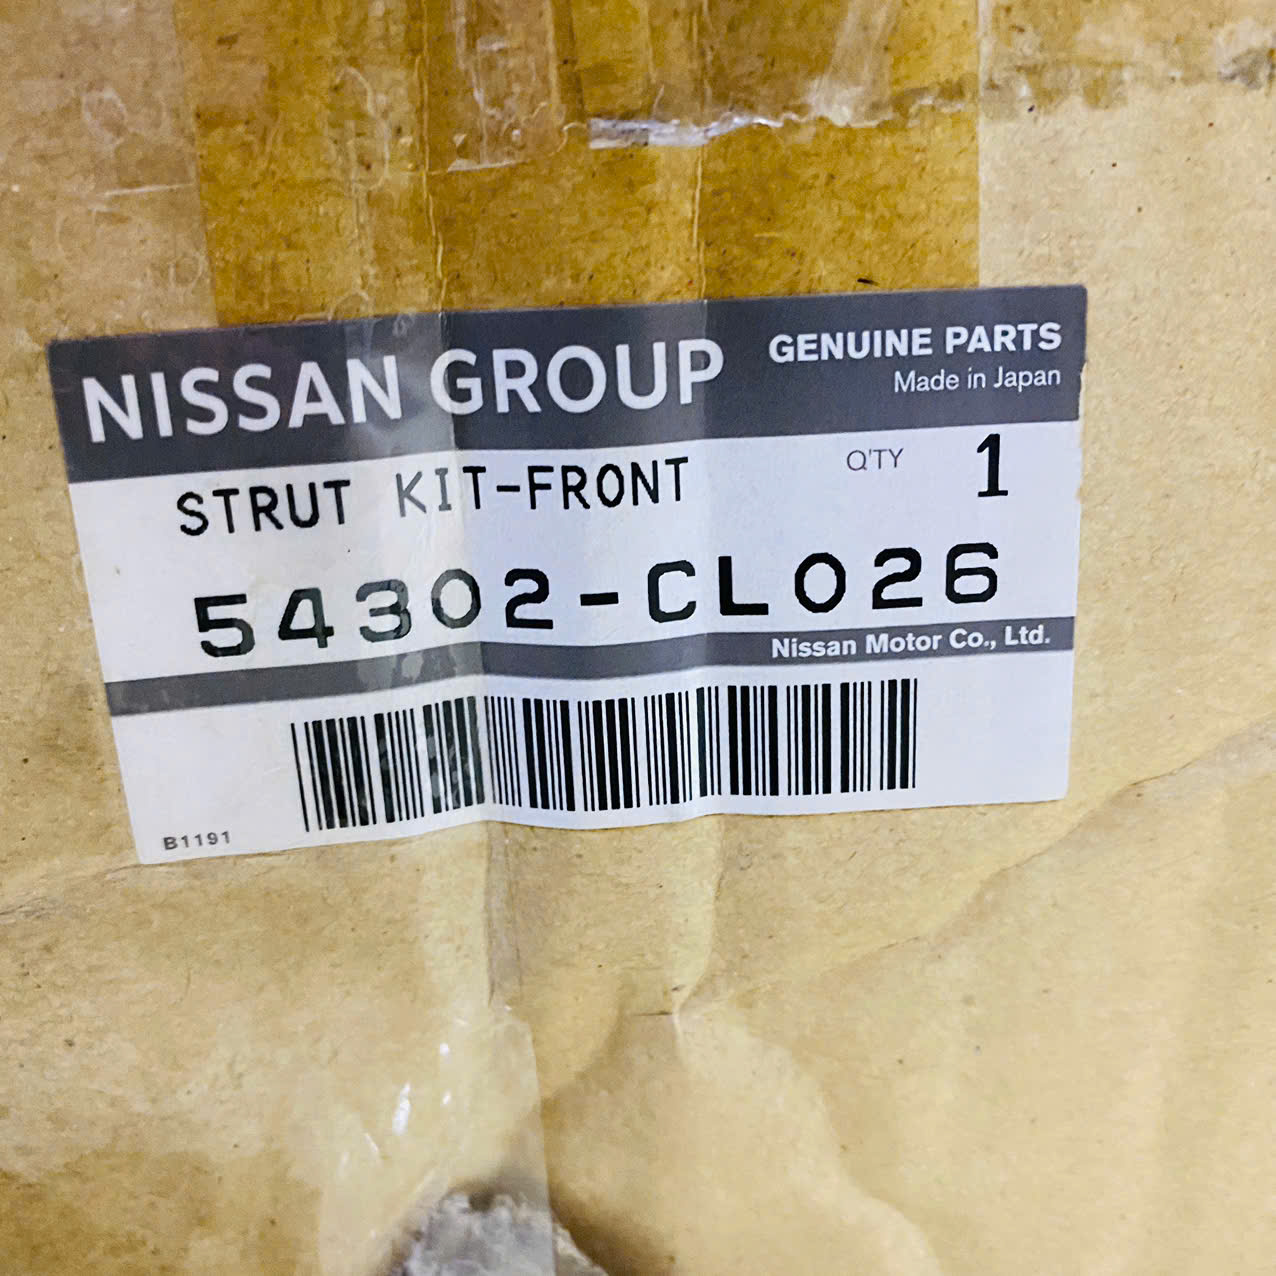 NISSAN GROUP
GENUINE PARTS
Made in Japan
STRUT KIT-FRONT
Q'TY 1
54302-CL026
Nissan Motor Co., Ltd.
B1191